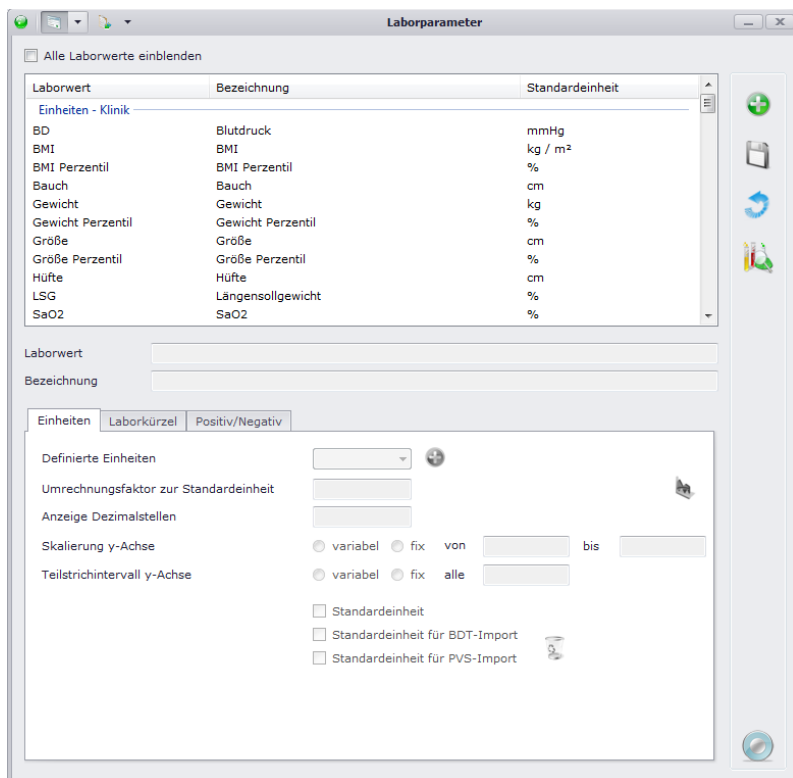 Laborparameter
Alle Laborwerte einblenden
Laborwert Bezeichnung Standardeinheit
Einheiten - Klinik
BD Blutdruck mmHg
BMI BMI kg / m²
BMI Perzentil BMI Perzentil %
Bauch Bauch cm
Gewicht Gewicht kg
Gewicht Perzentil Gewicht Perzentil %
Größe Größe cm
Größe Perzentil Größe Perzentil %
Hüfte Hüfte cm
LSG Längensollgewicht %
SaO2 SaO2 %
Laborwert
Bezeichnung
Einheiten Laborkürzel Positiv/Negativ
Definierte Einheiten
Umrechnungsfaktor zur Standardeinheit
Anzeige Dezimalstellen
Skalierung y-Achse variabel fix von bis
Teilstrichintervall y-Achse variabel fix alle
Standardeinheit
Standardeinheit für BDT-Import
Standardeinheit für PVS-Import